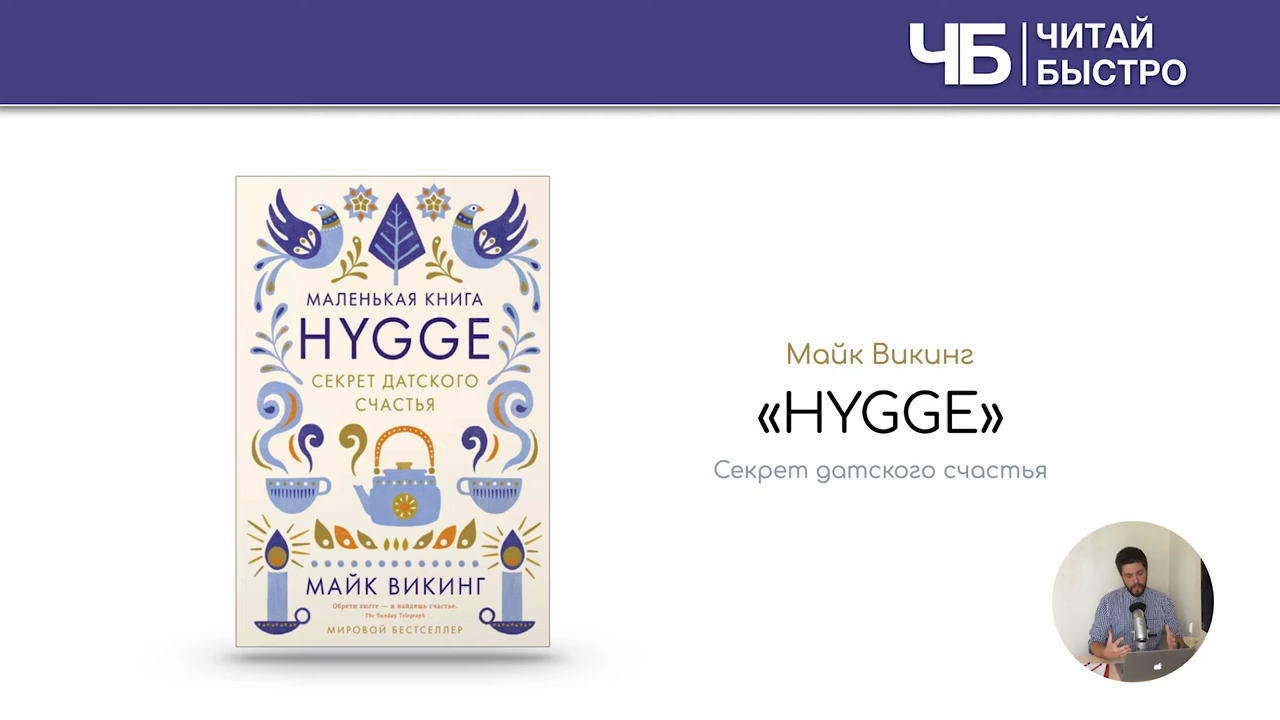 ЧБ
ЧИТАЙ
БЫСТРО
МАЛЕНЬКАЯ КНИГА
HYGGE
СЕКРЕТ ДАТСКОГО
СЧАСТЬЯ
МАЙК ВИКИНГ
Обрети хюгге — и найдешь счастье.
The Sunday Telegraph
МИРОВОЙ БЕСТСЕЛЛЕР
Майк Викинг
«HYGGE»
Секрет датского счастья